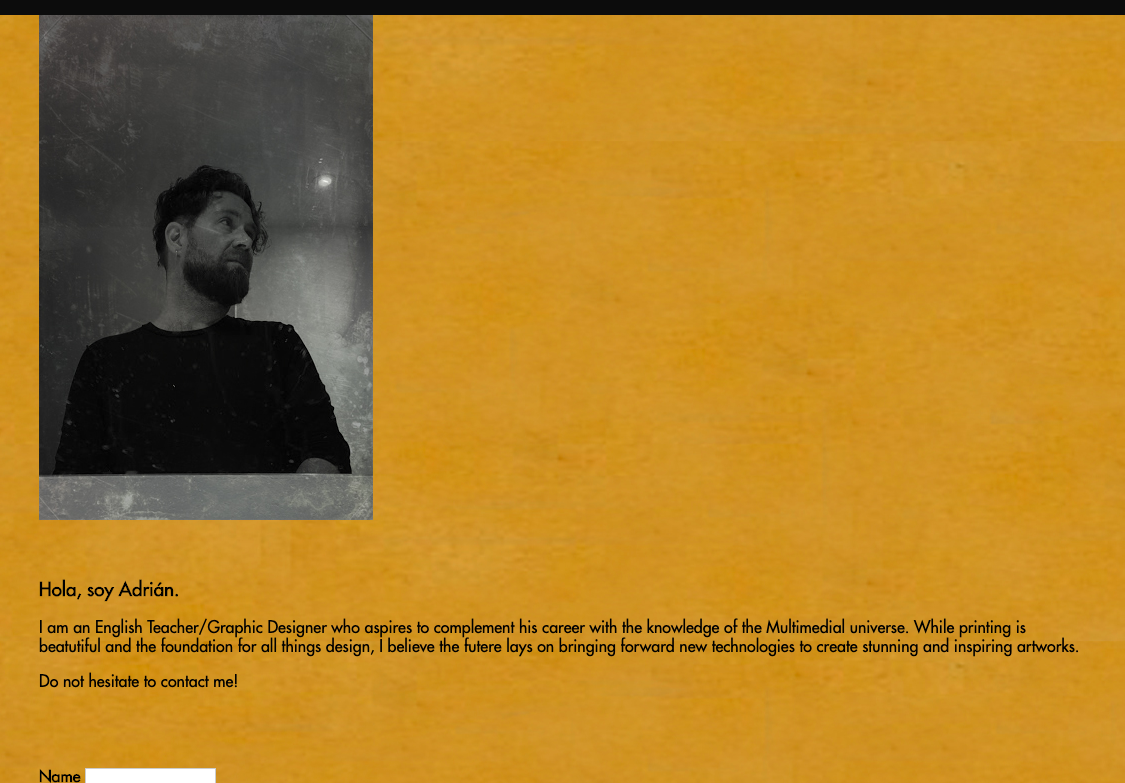 Hola, soy Adrián.
I am an English Teacher/Graphic Designer who aspires to complement his career with the knowledge of the Multimedial universe. While printing is
beatutiful and the foundation for all things design, I believe the futere lays on bringing forward new technologies to create stunning and inspiring artworks.
Do not hesitate to contact me!
Name